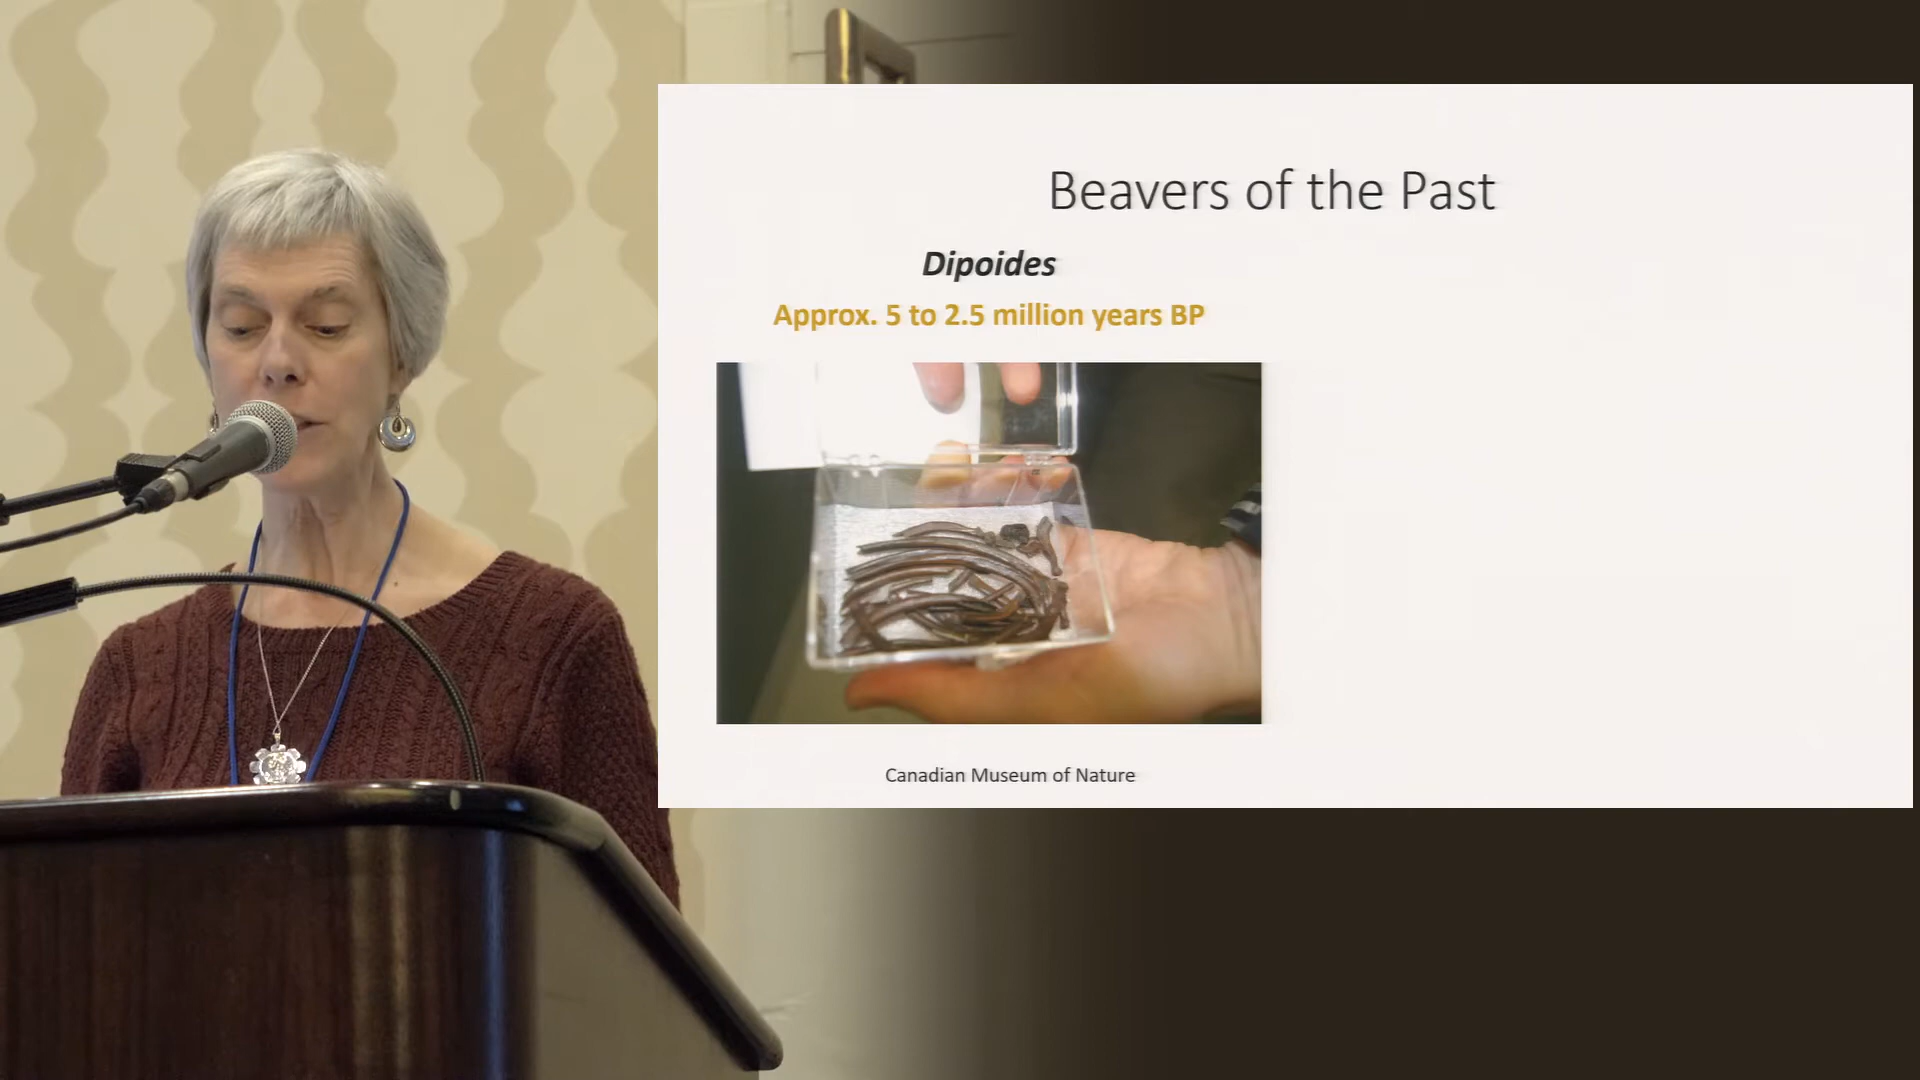 Beavers of the Past
Dipoides
Approx. 5 to 2.5 million years BP
Canadian Museum of Nature